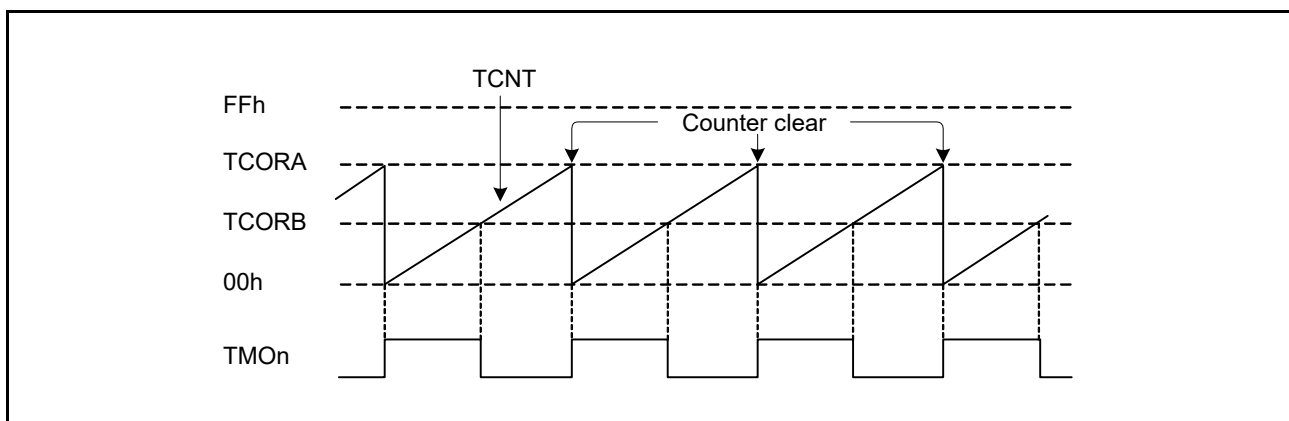 TCNT
FFh
Counter clear
TCORA
TCORB
00h
TMOn